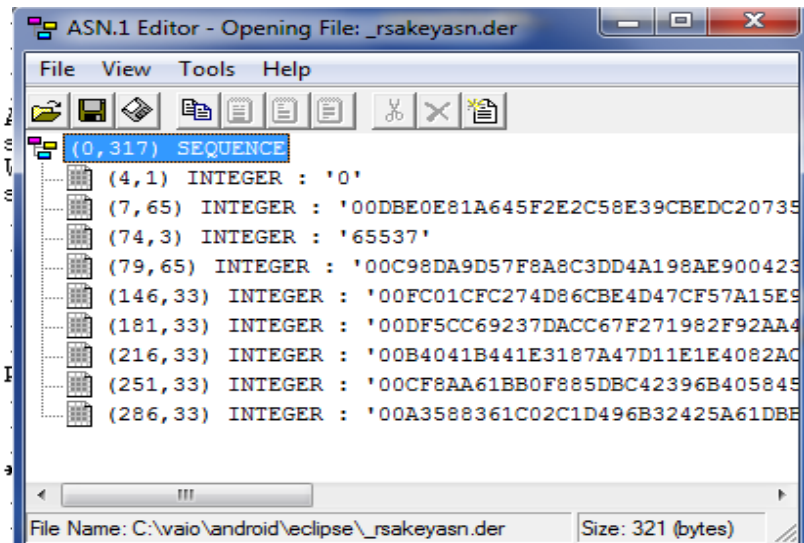 ASN.1 Editor - Opening File: _rsakeyasn.der
File View Tools Help
(0,317) SEQUENCE
(4,1) INTEGER : '0'
(7,65) INTEGER : '00DBE0E81A645F2E2C58E39CBEDC20735
(74,3) INTEGER : '65537'
(79,65) INTEGER : '00C98DA9D57F8A8C3DD4A198AE900423
(146,33) INTEGER : '00FC01CFC274D86CBE4D47CF57A15E9
(181,33) INTEGER : '00DF5CC69237DACC67F271982F92AA4
(216,33) INTEGER : '00B4041B441E3187A47D11E1E4082AC
(251,33) INTEGER : '00CF8AA61BB0F885DBC42396B405845
(286,33) INTEGER : '00A3588361C02C1D496B32425A61DBE
File Name: C:\vaio\android\eclipse\_rsakeyasn.der Size: 321 (bytes)